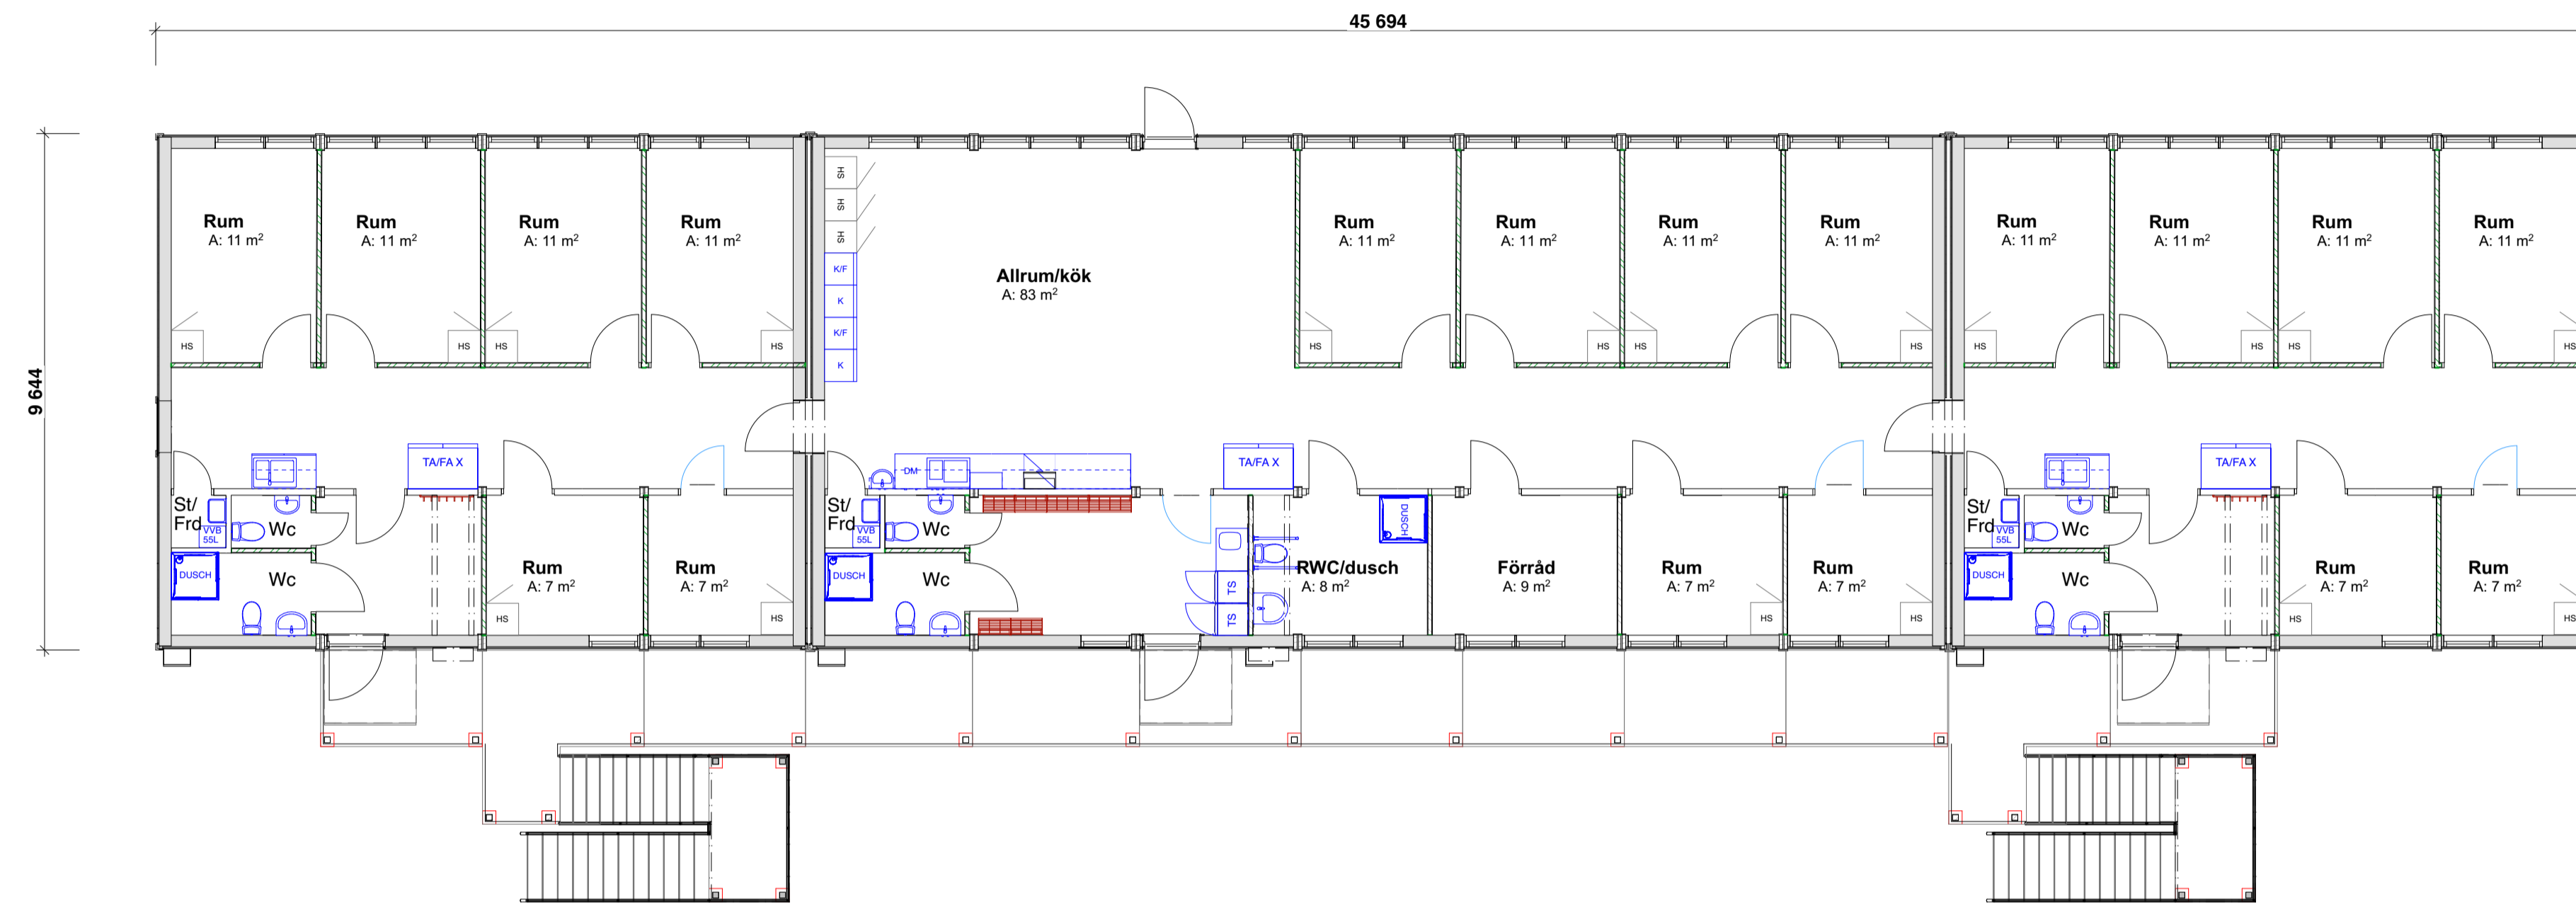 45 694
9 644
Rum
A: 11 m²
Rum
A: 11 m²
Rum
A: 11 m²
Rum
A: 11 m²
HS
HS
HS
HS
TA/FA X
St/
Frd
VVB
55L
Wc
DUSCH
Wc
Rum
A: 7 m²
HS
Rum
A: 7 m²
HS
HS
HS
HS
K/F
K
K/F
K
Allrum/kök
A: 83 m²
Rum
A: 11 m²
Rum
A: 11 m²
Rum
A: 11 m²
Rum
A: 11 m²
HS
HS
HS
HS
DM
TA/FA X
St/
Frd
VVB
55L
Wc
DUSCH
Wc
TS
TS
DUSCH
RWC/dusch
A: 8 m²
Förråd
A: 9 m²
Rum
A: 7 m²
HS
Rum
A: 7 m²
HS
Rum
A: 11 m²
Rum
A: 11 m²
Rum
A: 11 m²
Rum
A: 11 m²
HS
HS
HS
HS
TA/FA X
St/
Frd
VVB
55L
Wc
DUSCH
Wc
Rum
A: 7 m²
HS
Rum
A: 7 m²
HS